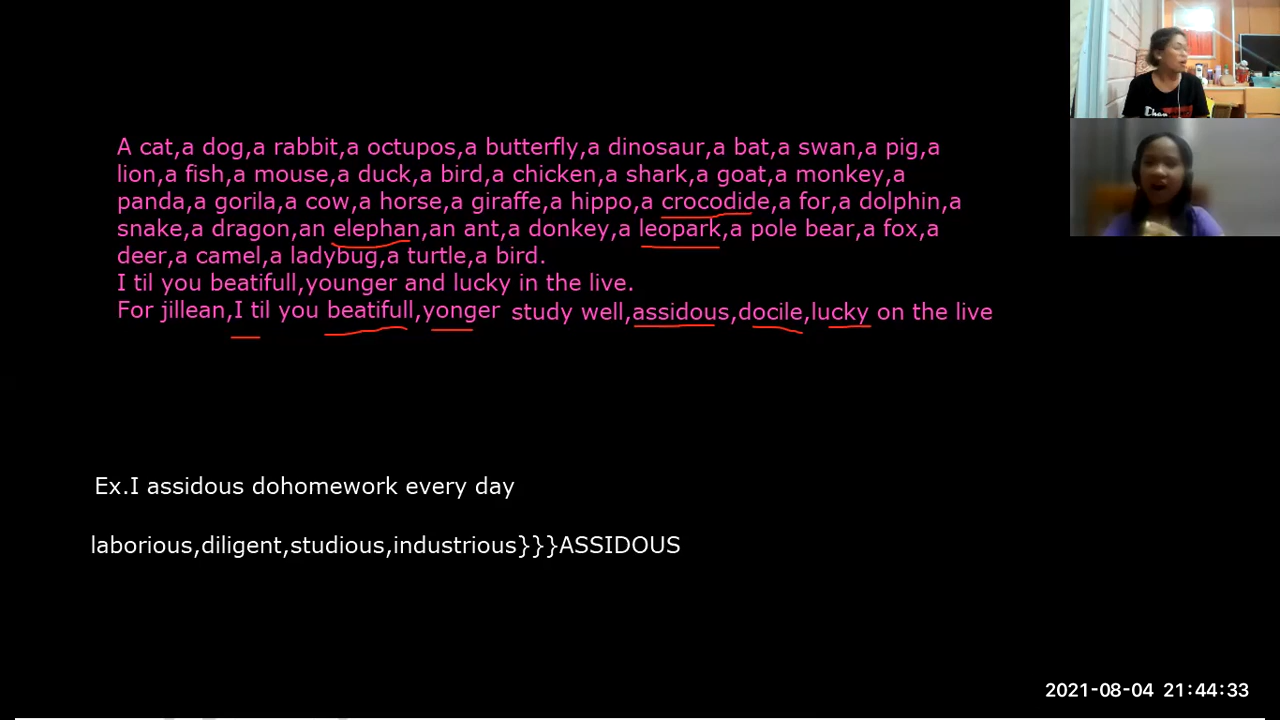 A cat,a dog,a rabbit,a octupos,a butterfly,a dinosaur,a bat,a swan,a pig,a
lion,a fish,a mouse,a duck,a bird,a chicken,a shark,a goat,a monkey,a
panda,a gorila,a cow,a horse,a giraffe,a hippo,a crocodide,a for,a dolphin,a
snake,a dragon,an elephan,an ant,a donkey,a leopark,a pole bear,a fox,a
deer,a camel,a ladybug,a turtle,a bird.
I til you beatifull,younger and lucky in the live.
For jillean,I til you beatifull,yonger study well,assidous,docile,lucky on the live
Ex.I assidous dohomework every day
laborious,diligent,studious,industrious}}}ASSIDOUS
2021-08-04 21:44:33